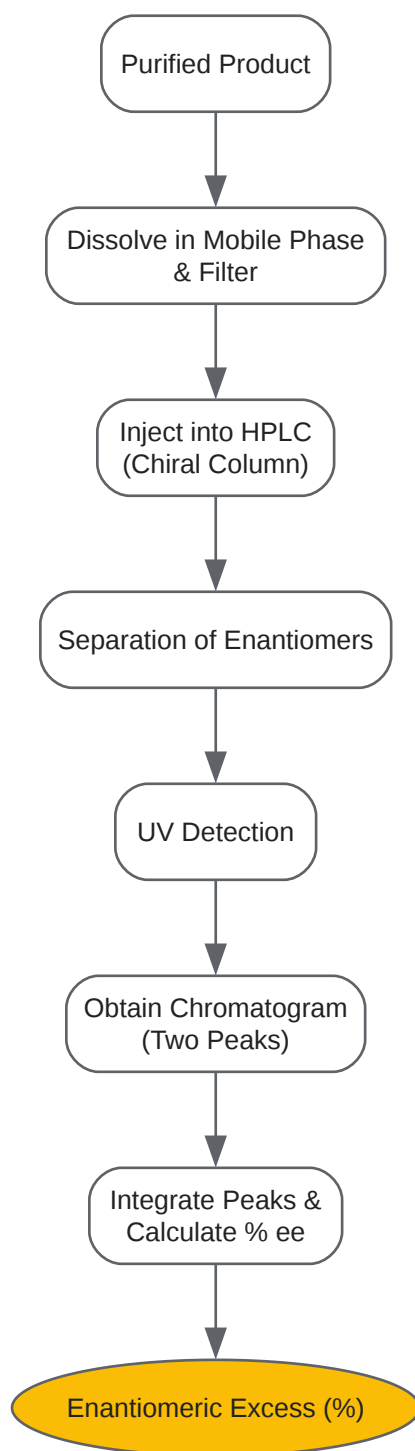 Purified Product
Dissolve in Mobile Phase
& Filter
Inject into HPLC
(Chiral Column)
Separation of Enantiomers
UV Detection
Obtain Chromatogram
(Two Peaks)
Integrate Peaks &
Calculate % ee
Enantiomeric Excess (%)